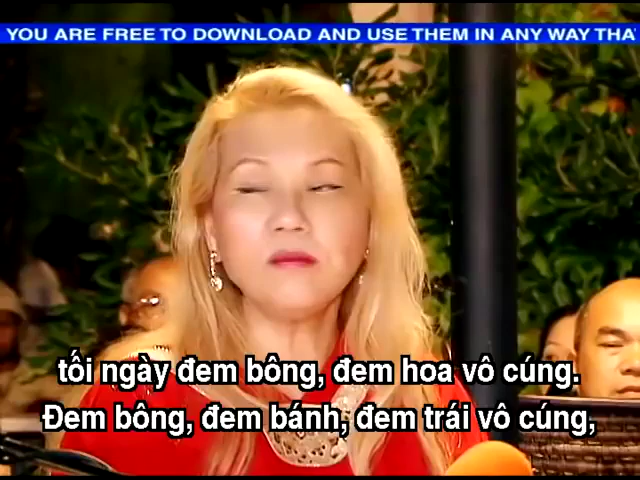 YOU ARE FREE TO DOWNLOAD AND USE THEM IN ANY WAY THA
tối ngày đem bông, đem hoa vô cúng.
Đem bông, đem bánh, đem trái vô cúng,